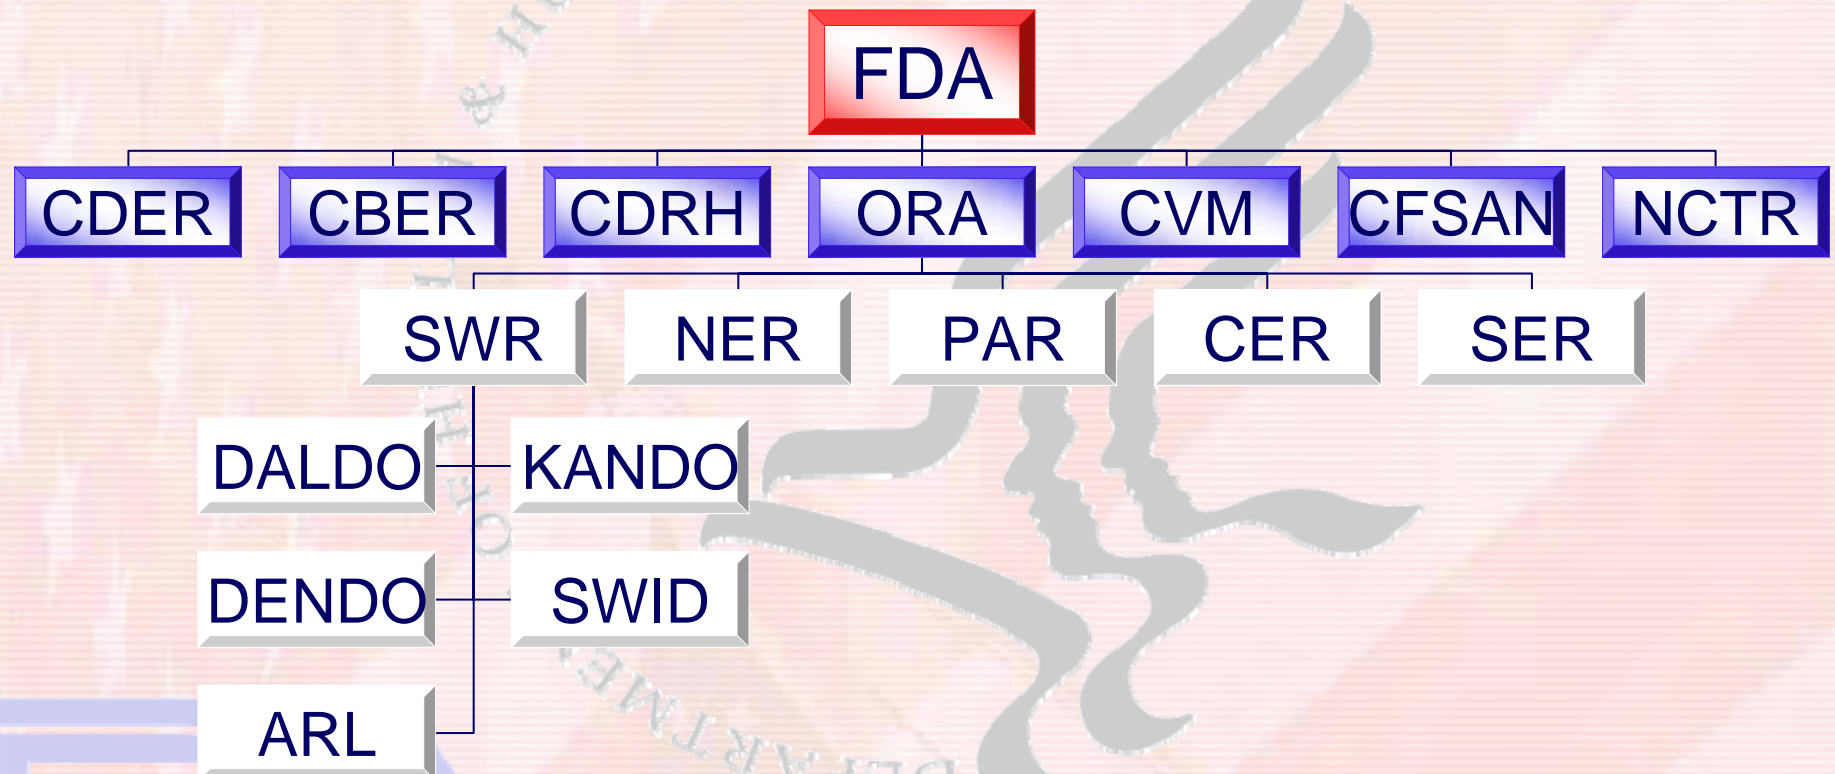 FDA
CDER CBER CDRH ORA CVM CFSAN NCTR
SWR NER PAR CER SER
DALDO KANDO
DENDO SWID
ARL